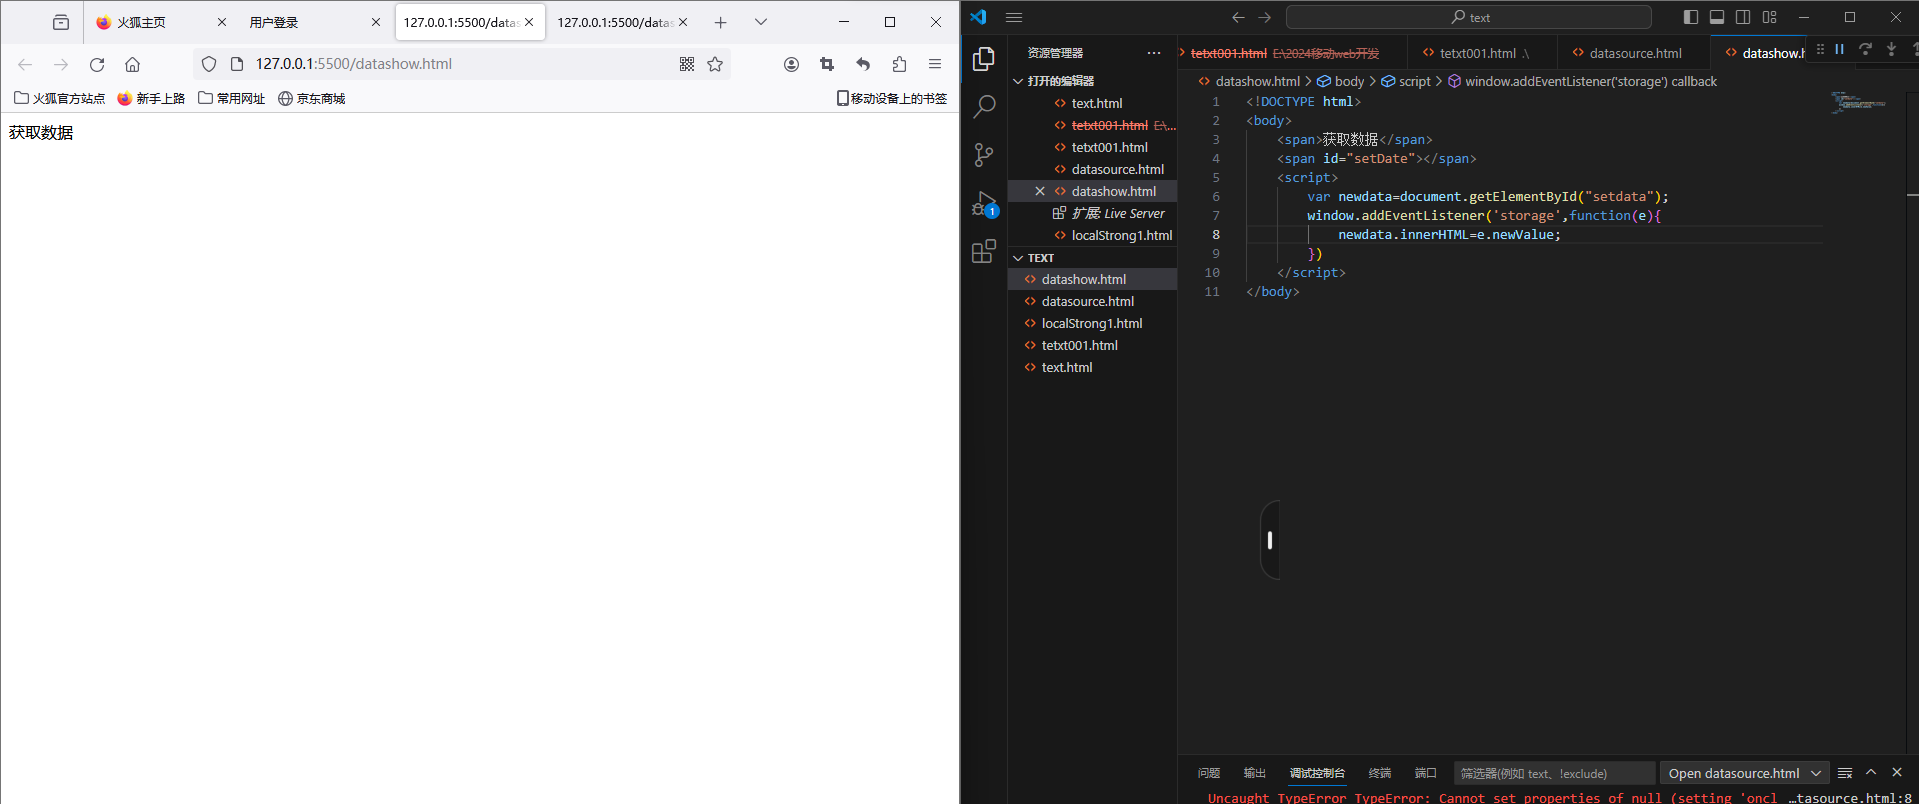 火狐主页
用户登录
127.0.0.1:5500/datas
127.0.0.1:5500/datas
127.0.0.1:5500/datashow.html
火狐官方站点
新手上路
常用网址
京东商城
移动设备上的书签
获取数据
text
资源管理器
打开的编辑器
text.html
tetxt001.html E:\...
tetxt001.html
datasource.html
datashow.html
扩展: Live Server
localStrong1.html
TEXT
datashow.html
datasource.html
localStrong1.html
tetxt001.html
text.html
1
tetxt001.html E:\2024移动web开发
tetxt001.html .\
datasource.html
datashow.h
datashow.html > body > script > window.addEventListener('storage') callback
1 <!DOCTYPE html>
2 <body>
3 <span>获取数据</span>
4 <span id="setDate"></span>
5 <script>
6 var newdata=document.getElementById("setdata");
7 window.addEventListener('storage',function(e){
8 newdata.innerHTML=e.newValue;
9 })
10 </script>
11 </body>
问题 输出 调试控制台 终端 端口 筛选器(例如 text、!exclude) Open datasource.html
Uncaught TypeError TypeError: Cannot set properties of null (setting 'oncl …tasource.html:8